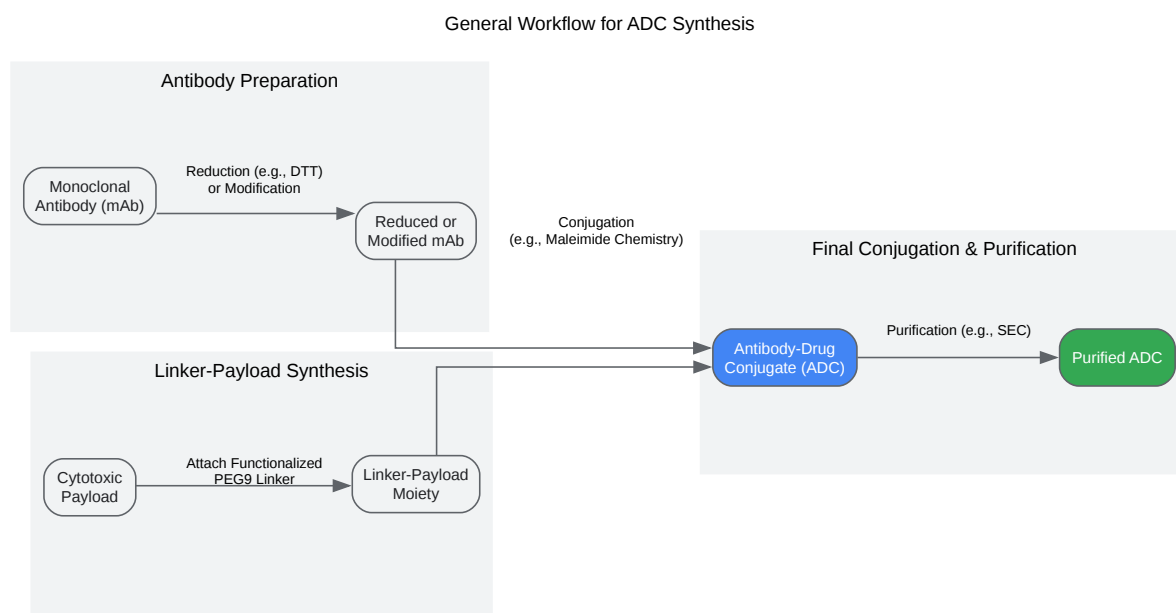 General Workflow for ADC Synthesis
Antibody Preparation
Monoclonal
Antibody (mAb)
Reduction (e.g., DTT)
or Modification
Reduced or
Modified mAb
Conjugation
(e.g., Maleimide Chemistry)
Final Conjugation & Purification
Antibody-Drug
Conjugate (ADC)
Purification (e.g., SEC)
Purified ADC
Linker-Payload Synthesis
Cytotoxic
Payload
Attach Functionalized
PEG9 Linker
Linker-Payload
Moiety